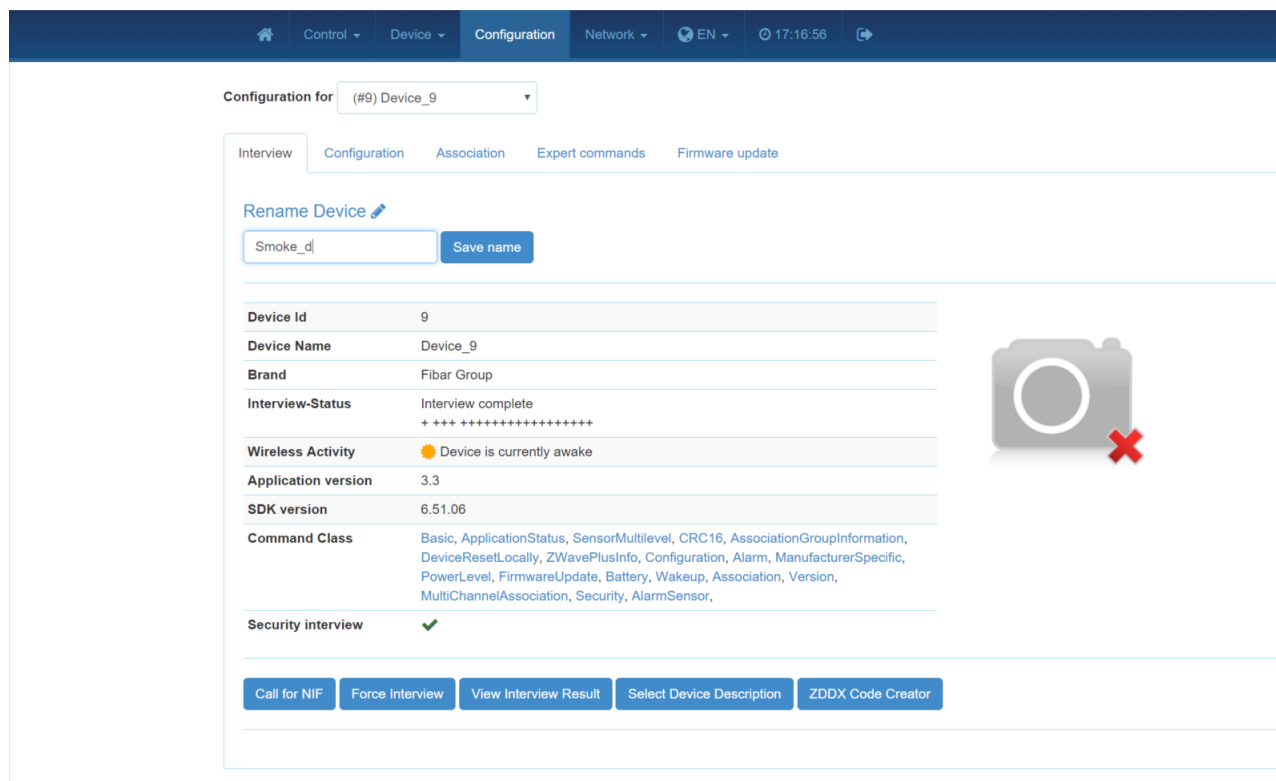 Control Device Configuration Network EN 17:16:56
Configuration for (#9) Device_9
Interview Configuration Association Expert commands Firmware update
Rename Device
Smoke_d Save name
Device Id 9
Device Name Device_9
Brand Fibar Group
Interview-Status Interview complete
+ +++ +++++++++++++++++
Wireless Activity Device is currently awake
Application version 3.3
SDK version 6.51.06
Command Class Basic, ApplicationStatus, SensorMultilevel, CRC16, AssociationGroupInformation,
DeviceResetLocally, ZWavePlusInfo, Configuration, Alarm, ManufacturerSpecific,
PowerLevel, FirmwareUpdate, Battery, Wakeup, Association, Version,
MultiChannelAssociation, Security, AlarmSensor,
Security interview
Call for NIF Force Interview View Interview Result Select Device Description ZDDX Code Creator